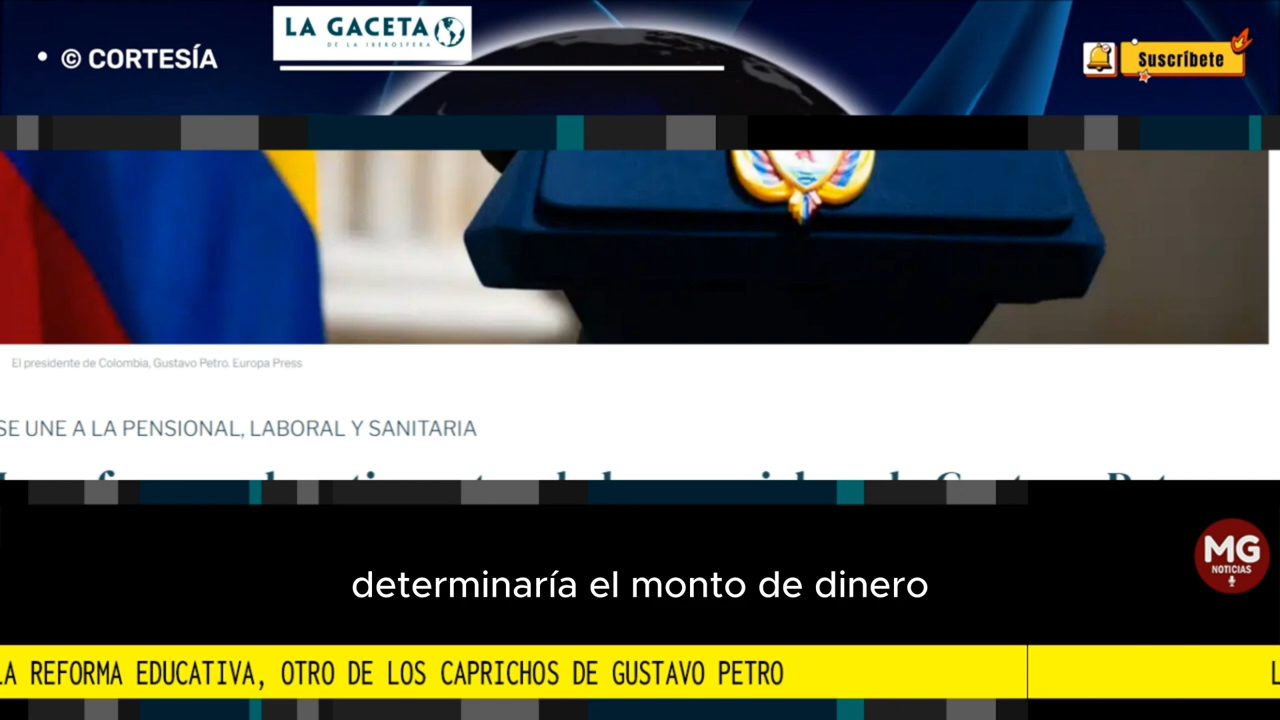 • © CORTESÍA
LA GACETA
DE LA IBEROSFERA
Suscríbete
El presidente de Colombia, Gustavo Petro. Europa Press
SE UNE A LA PENSIONAL, LABORAL Y SANITARIA
MG
NOTICIAS
determinaría el monto de dinero
LA REFORMA EDUCATIVA, OTRO DE LOS CAPRICHOS DE GUSTAVO PETRO
L